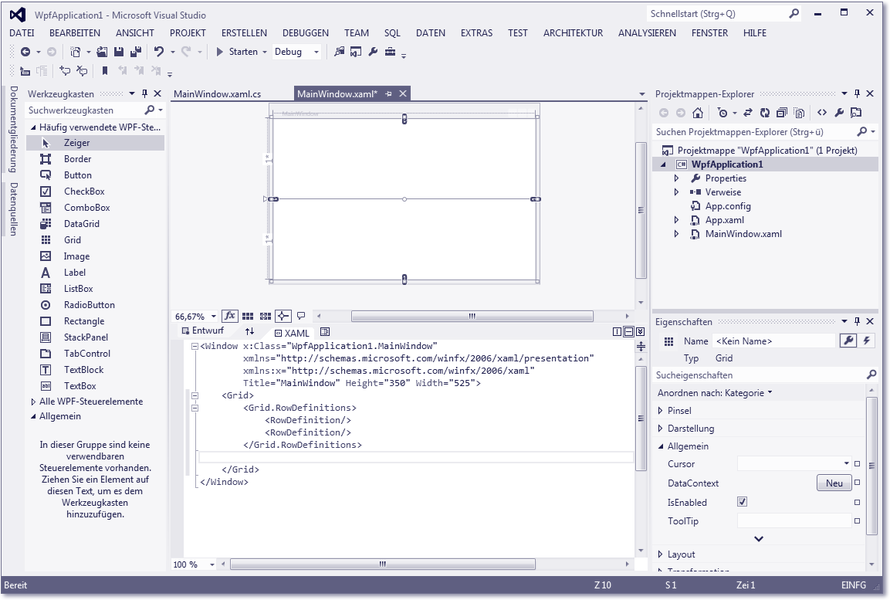 WpfApplication1 - Microsoft Visual Studio
Schnellstart (Strg+Q)
DATEI BEARBEITEN ANSICHT PROJEKT ERSTELLEN DEBUGGEN TEAM SQL DATEN EXTRAS TEST ARCHITEKTUR ANALYSIEREN FENSTER HILFE
Starten Debug
Dokumentgliederung
Datenquellen
Werkzeugkasten
Suchwerkzeugkasten
Häufig verwendete WPF-Ste...
Zeiger
Border
Button
CheckBox
ComboBox
DataGrid
Grid
Image
Label
ListBox
RadioButton
Rectangle
StackPanel
TabControl
TextBlock
TextBox
Alle WPF-Steuerelemente
Allgemein
In dieser Gruppe sind keine
verwendbaren
Steuerelemente vorhanden.
Ziehen Sie ein Element auf
diesen Text, um es dem
Werkzeugkasten
hinzuzufügen.
MainWindow.xaml.cs MainWindow.xaml*
MainWindow
66,67%
Entwurf XAML
<Window x:Class="WpfApplication1.MainWindow"
xmlns="http://schemas.microsoft.com/winfx/2006/xaml/presentation"
xmlns:x="http://schemas.microsoft.com/winfx/2006/xaml"
Title="MainWindow" Height="350" Width="525">
<Grid>
<Grid.RowDefinitions>
<RowDefinition/>
<RowDefinition/>
</Grid.RowDefinitions>
</Grid>
</Window>
100 %
Projektmappen-Explorer
Suchen Projektmappen-Explorer (Strg+ü)
Projektmappe "WpfApplication1" (1 Projekt)
WpfApplication1
Properties
Verweise
App.config
App.xaml
MainWindow.xaml
Eigenschaften
Name <Kein Name>
Typ Grid
Sucheigenschaften
Anordnen nach: Kategorie
Pinsel
Darstellung
Allgemein
Cursor
DataContext Neu
IsEnabled
ToolTip
Layout
Transformation
Bereit Z 10 S 1 Zei 1 EINFG